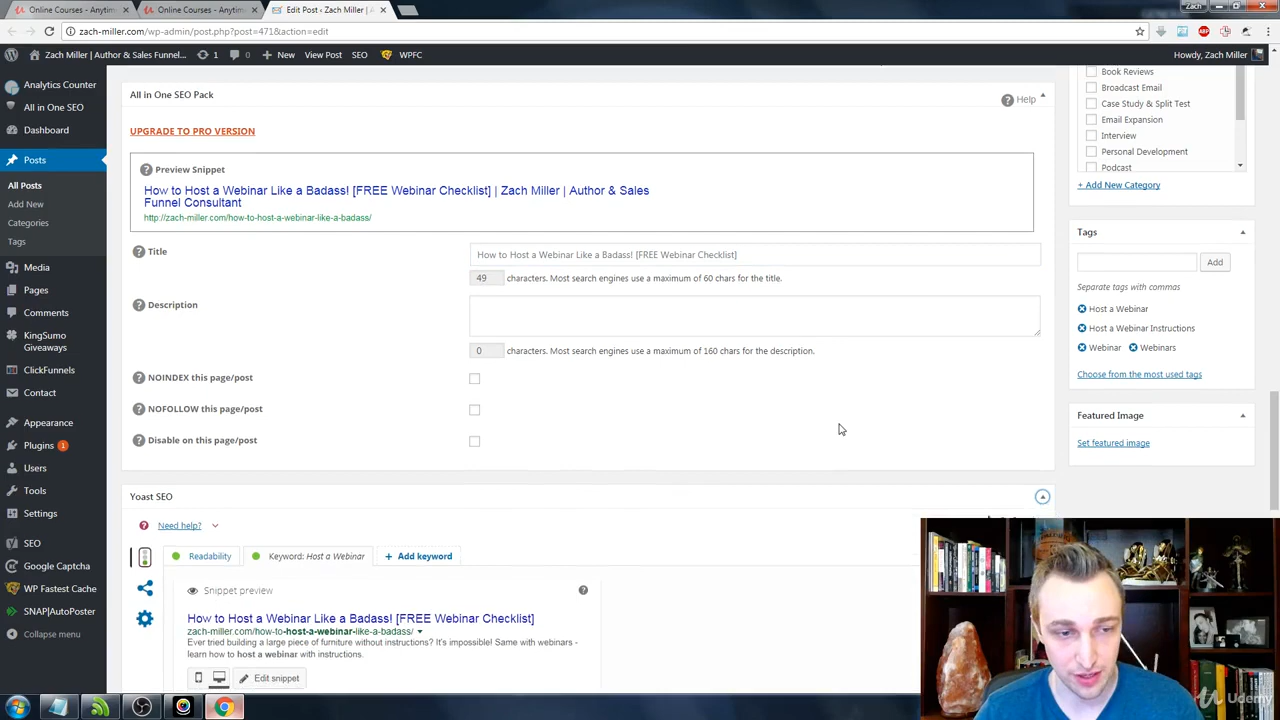 Online Courses - Anytim
Online Courses - Anytim
Edit Post ‹ Zach Miller | A
Zach
zach-miller.com/wp-admin/post.php?post=471&action=edit
Zach Miller | Author & Sales Funnel...
1
0
New
View Post
SEO
WPFC
Howdy, Zach Miller
Analytics Counter
All in One SEO
Dashboard
Posts
All Posts
Add New
Categories
Tags
Media
Pages
Comments
KingSumo
Giveaways
ClickFunnels
Contact
Appearance
Plugins 1
Users
Tools
Settings
SEO
Google Captcha
WP Fastest Cache
SNAP|AutoPoster
Collapse menu
All in One SEO Pack
Help
UPGRADE TO PRO VERSION
Preview Snippet
How to Host a Webinar Like a Badass! [FREE Webinar Checklist] | Zach Miller | Author & Sales
Funnel Consultant
http://zach-miller.com/how-to-host-a-webinar-like-a-badass/
Title
How to Host a Webinar Like a Badass! [FREE Webinar Checklist]
49 characters. Most search engines use a maximum of 60 chars for the title.
Description
0 characters. Most search engines use a maximum of 160 chars for the description.
NOINDEX this page/post
NOFOLLOW this page/post
Disable on this page/post
Yoast SEO
Need help?
Readability
Keyword: Host a Webinar
+ Add keyword
Snippet preview
How to Host a Webinar Like a Badass! [FREE Webinar Checklist]
zach-miller.com/how-to-host-a-webinar-like-a-badass/
Ever tried building a large piece of furniture without instructions? It's impossible! Same with webinars -
learn how to host a webinar with instructions.
Edit snippet
Book Reviews
Broadcast Email
Case Study & Split Test
Email Expansion
Interview
Personal Development
Podcast
+ Add New Category
Tags
Add
Separate tags with commas
Host a Webinar
Host a Webinar Instructions
Webinar
Webinars
Choose from the most used tags
Featured Image
Set featured image
Udemy